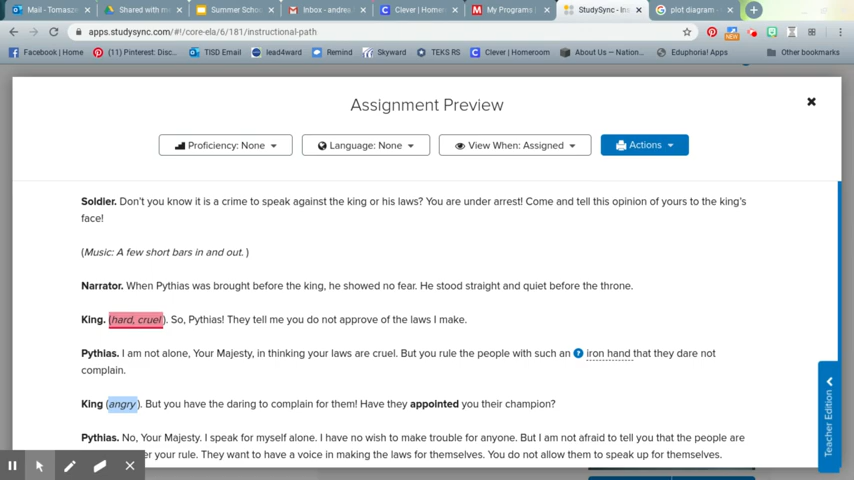 Mail - Tomasz
Shared with m
Summer Schoo
Inbox - andrea
Clever | Homer
My Programs |
StudySync - Ins
plot diagram -
apps.studysync.com/#!/core-ela/6/181/instructional-path
NEW
Facebook | Home
(11) Pinterest: Disc...
TISD Email
lead4ward
Remind
Skyward
TEKS RS
Clever | Homeroom
About Us – Nation...
Eduphoria! Apps
Other bookmarks
Assignment Preview
Proficiency: None
Language: None
View When: Assigned
Actions
Soldier. Don't you know it is a crime to speak against the king or his laws? You are under arrest! Come and tell this opinion of yours to the king's
face!
(Music: A few short bars in and out. )
Narrator. When Pythias was brought before the king, he showed no fear. He stood straight and quiet before the throne.
King. (hard, cruel). So, Pythias! They tell me you do not approve of the laws I make.
Pythias. I am not alone, Your Majesty, in thinking your laws are cruel. But you rule the people with such an ? iron hand that they dare not
complain.
King (angry). But you have the daring to complain for them! Have they appointed you their champion?
Pythias. No, Your Majesty. I speak for myself alone. I have no wish to make trouble for anyone. But I am not afraid to tell you that the people are
er your rule. They want to have a voice in making the laws for themselves. You do not allow them to speak up for themselves.
Teacher Edition